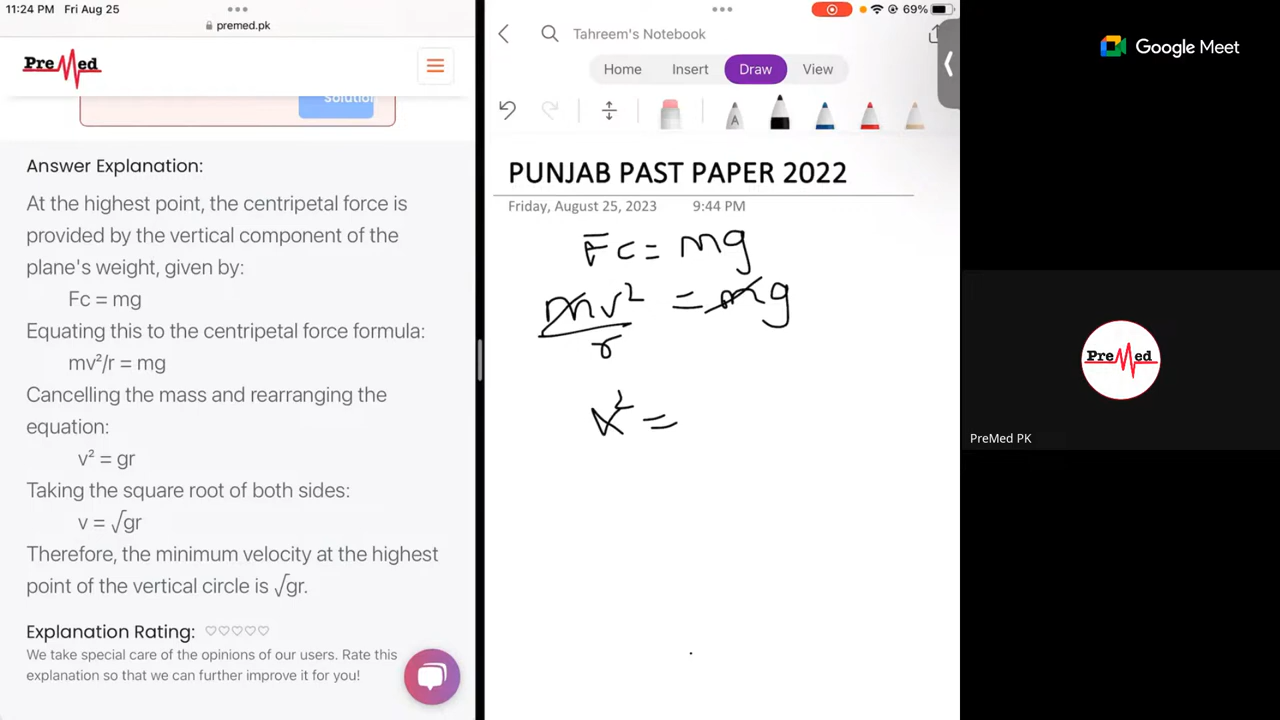 11:24 PM Fri Aug 25
premed.pk
PreMed
Solution
Answer Explanation:
At the highest point, the centripetal force is
provided by the vertical component of the
plane's weight, given by:
Fc = mg
Equating this to the centripetal force formula:
mv²/r = mg
Cancelling the mass and rearranging the
equation:
v² = gr
Taking the square root of both sides:
v = √gr
Therefore, the minimum velocity at the highest
point of the vertical circle is √gr.
Explanation Rating:
We take special care of the opinions of our users. Rate this
explanation so that we can further improve it for you!
69%
Tahreem's Notebook
Home Insert Draw View
A
PUNJAB PAST PAPER 2022
Friday, August 25, 2023 9:44 PM
Fc = mg
mv² = mg
r
v² =
Google Meet
PreMed
PreMed PK